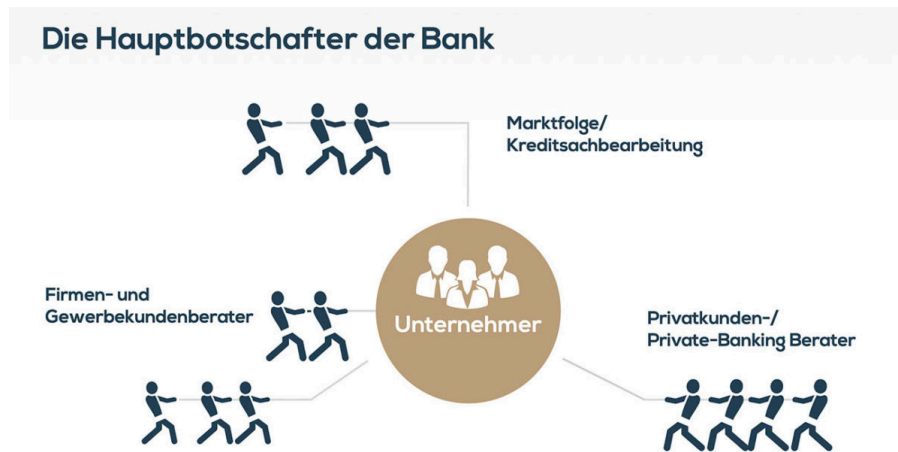 Die Hauptbotschafter der Bank
Marktfolge/
Kreditsachbearbeitung
Firmen- und
Gewerbekundenberater
Unternehmer
Privatkunden-/
Private-Banking Berater